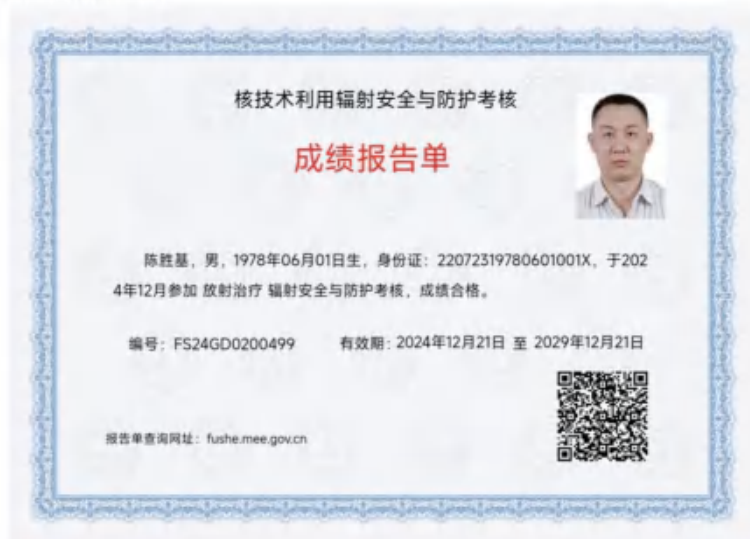 核技术利用辐射安全与防护考核
成绩报告单
陈胜基，男，1978年06月01日生，身份证：22072319780601001X，于202
4年12月参加 放射治疗 辐射安全与防护考核，成绩合格。
编号：FS24GD0200499 有效期：2024年12月21日 至 2029年12月21日
报告单查询网址：fushe.mee.gov.cn